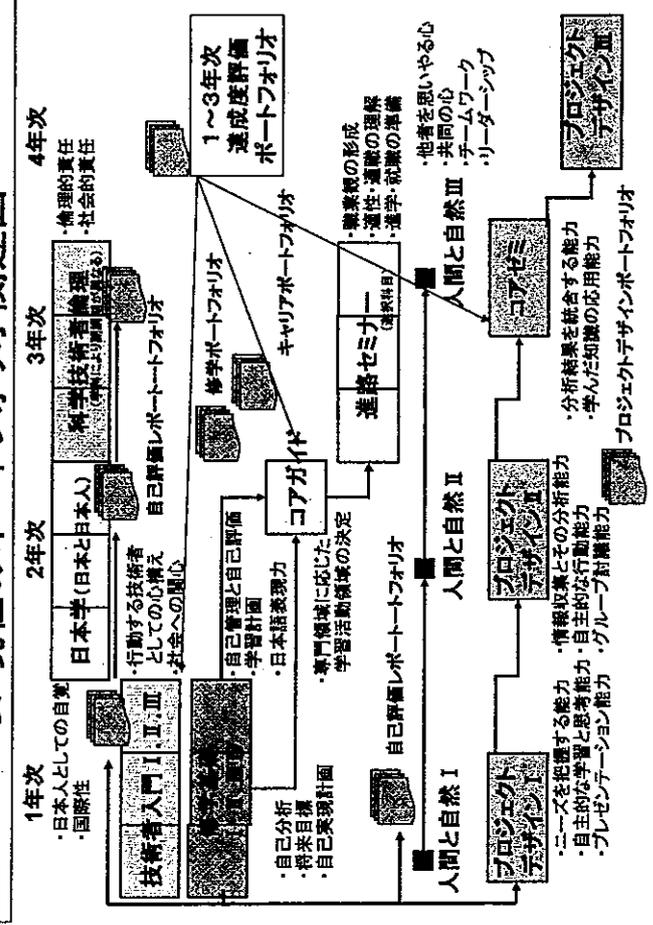 1年次
2年次
3年次
4年次
・日本人としての自覚
・国際性
日本学(日本と日本人)
科学技術者倫理
・倫理的責任
・社会的責任
技術者入門Ⅰ.Ⅱ.Ⅲ
・行動する技術者
としての心構え
・社会への関心
自己評価レポートートフォリオ
1～3年次
達成度評価
ポートフォリオ
・自己管理と自己評価
・学習計画
・日本語表現力
修学ポートフォリオ
キャリアポートフォリオ
・自己分析
・将来目標
・自己実現計画
・専門領域に応じた
学習活動領域の決定
コアガイド
進路セミナー
(選択科目)
・職業観の形成
・適性・適職の理解
・進学・就職の準備
自己評価レポートートフォリオ
人間と自然Ⅰ
人間と自然Ⅱ
人間と自然Ⅲ
・他者を思いやる心
・共同の心
・チームワーク
・リーダーシップ
プロジェクト
デザインⅠ
・ニーズを把握する能力
・自主的な学習と思考能力
・プレゼンテーション能力
プロジェクト
デザインⅡ
・情報収集とその分析能力
・自主的な行動能力
・グループ討議能力
コアゼミ
・分析結果を統合する能力
・学んだ知識の応用能力
プロジェクトデザインポートフォリオ
プロジェクト
デザインⅢ